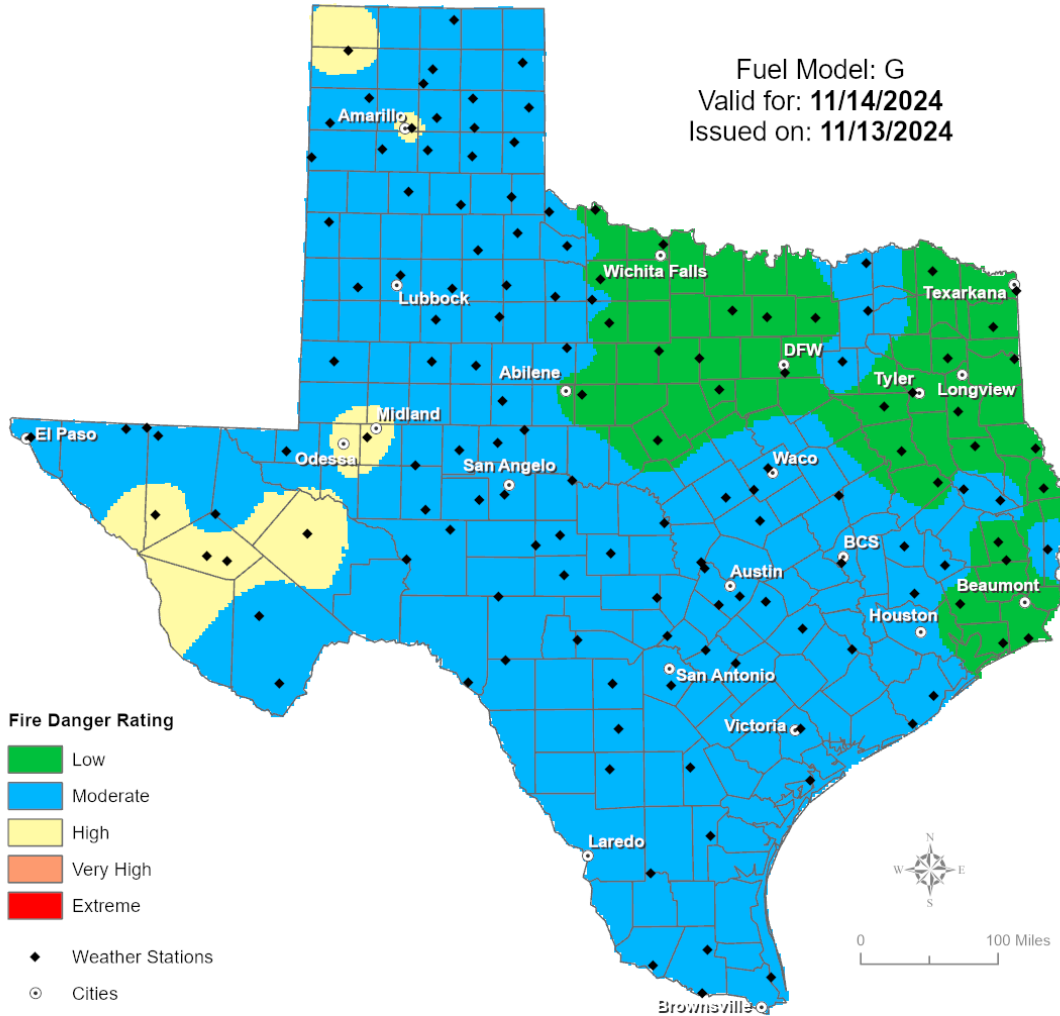 Fuel Model: G
Valid for: 11/14/2024
Issued on: 11/13/2024
Amarillo
Wichita Falls
Lubbock
Texarkana
DFW
Abilene
Tyler
Longview
Midland
El Paso
Odessa
San Angelo
Waco
BCS
Austin
Beaumont
Houston
San Antonio
Victoria
Laredo
Brownsville
Fire Danger Rating
Low
Moderate
High
Very High
Extreme
Weather Stations
Cities
N
W E
S
0 100 Miles